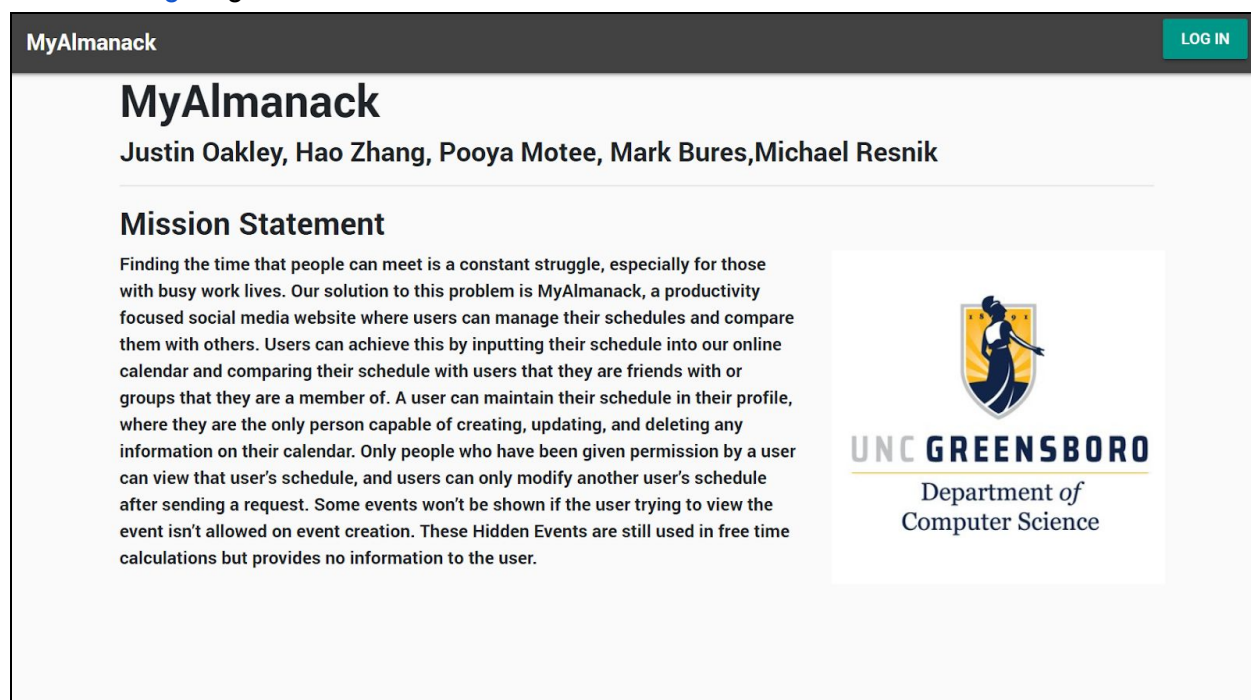 MyAlmanack
LOG IN
MyAlmanack
Justin Oakley, Hao Zhang, Pooya Motee, Mark Bures,Michael Resnik
Mission Statement
Finding the time that people can meet is a constant struggle, especially for those
with busy work lives. Our solution to this problem is MyAlmanack, a productivity
focused social media website where users can manage their schedules and compare
them with others. Users can achieve this by inputting their schedule into our online
calendar and comparing their schedule with users that they are friends with or
groups that they are a member of. A user can maintain their schedule in their profile,
where they are the only person capable of creating, updating, and deleting any
information on their calendar. Only people who have been given permission by a user
can view that user's schedule, and users can only modify another user's schedule
after sending a request. Some events won't be shown if the user trying to view the
event isn't allowed on event creation. These Hidden Events are still used in free time
calculations but provides no information to the user.
18 91
UNC GREENSBORO
Department of
Computer Science